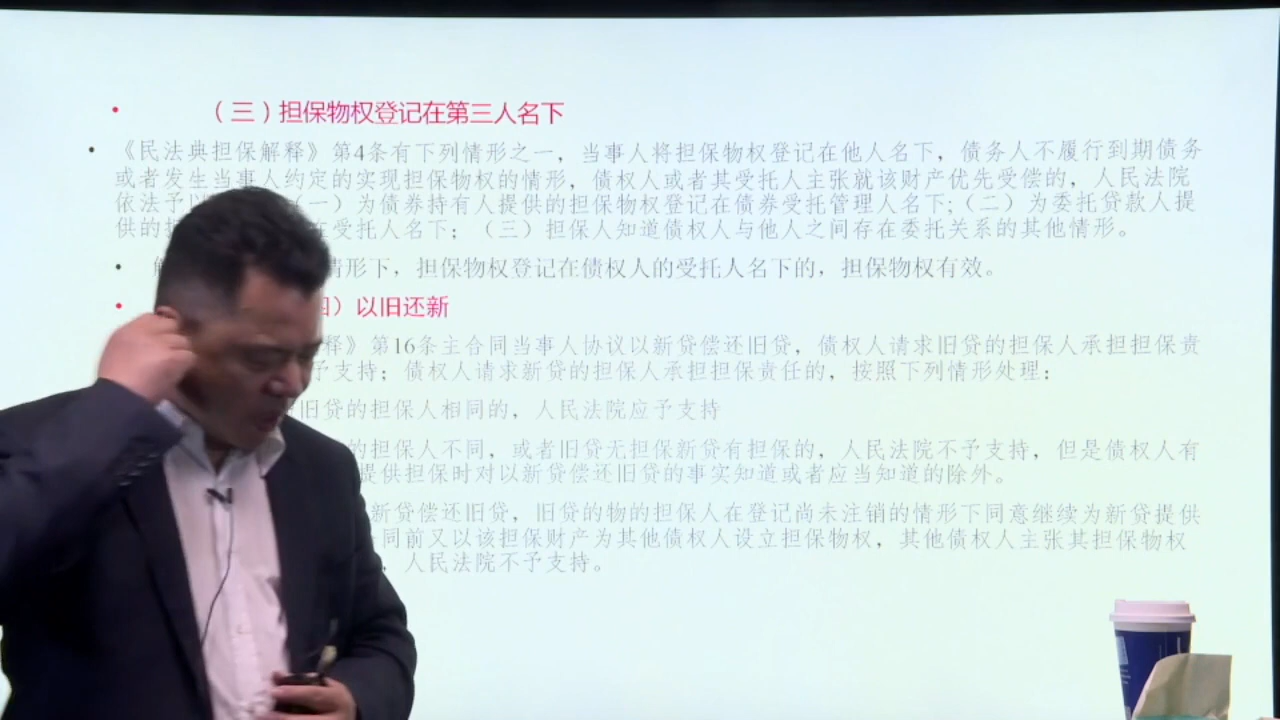 • （三）担保物权登记在第三人名下
• 《民法典担保解释》第4条有下列情形之一，当事人将担保物权登记在他人名下，债务人不履行到期债务
或者发生当事人约定的实现担保物权的情形，债权人或者其受托人主张就该财产优先受偿的，人民法院
依法予以 （一）为债券持有人提供的担保物权登记在债券受托管理人名下;（二）为委托贷款人提
供的担 在受托人名下；（三）担保人知道债权人与他人之间存在委托关系的其他情形。
• 情形下，担保物权登记在债权人的受托人名下的，担保物权有效。
• 四）以旧还新
释》第16条主合同当事人协议以新贷偿还旧贷，债权人请求旧贷的担保人承担担保责
予支持；债权人请求新贷的担保人承担担保责任的，按照下列情形处理：
旧贷的担保人相同的，人民法院应予支持
的担保人不同，或者旧贷无担保新贷有担保的，人民法院不予支持，但是债权人有
提供担保时对以新贷偿还旧贷的事实知道或者应当知道的除外。
新贷偿还旧贷，旧贷的物的担保人在登记尚未注销的情形下同意继续为新贷提供
同前又以该担保财产为其他债权人设立担保物权，其他债权人主张其担保物权
，人民法院不予支持。